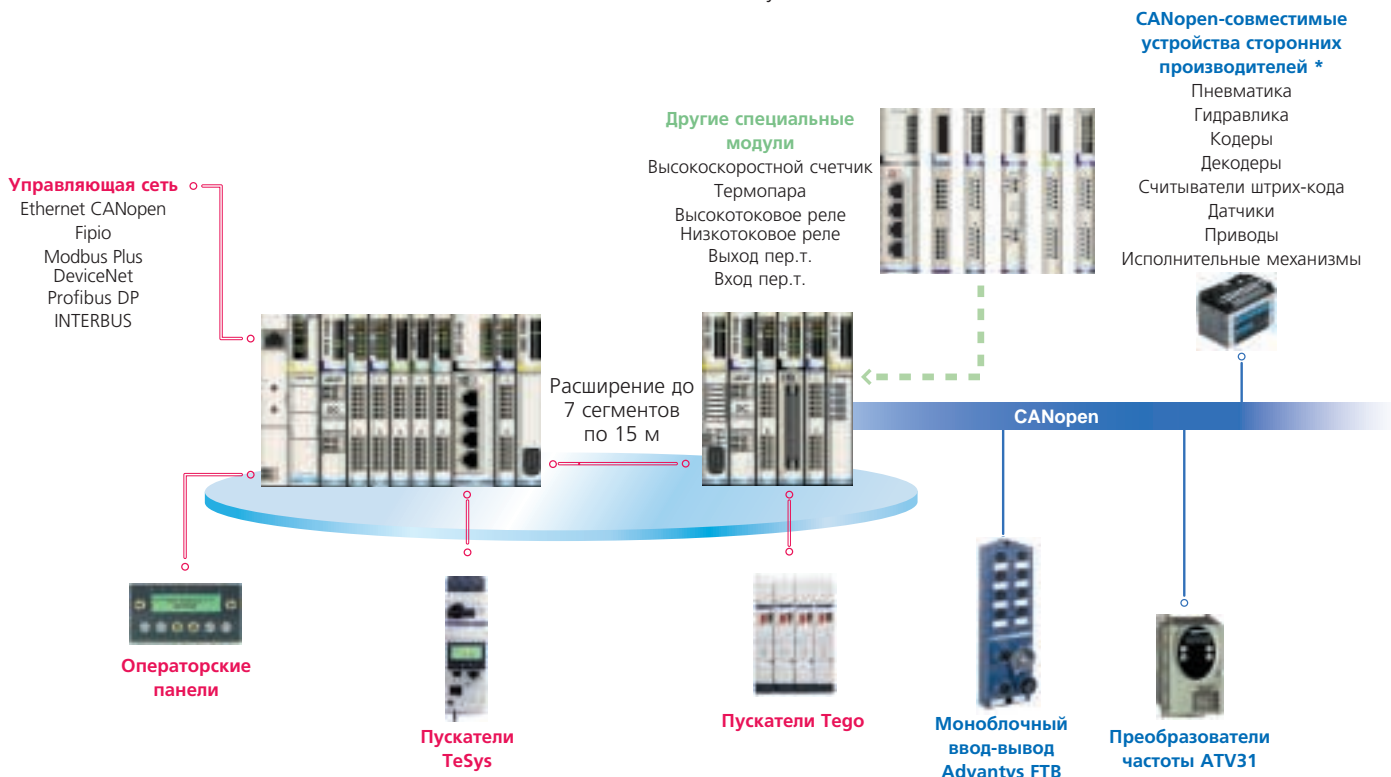 CANopen-совместимые
устройства сторонних
производителей *
Пневматика
Гидравлика
Кодеры
Декодеры
Считыватели штрих-кода
Датчики
Приводы
Исполнительные механизмы
Другие специальные
модули
Высокоскоростной счетчик
Термопара
Высокотоковое реле
Низкотоковое реле
Выход пер.т.
Вход пер.т.
Управляющая сеть
Ethernet CANopen
Fipio
Modbus Plus
DeviceNet
Profibus DP
INTERBUS
Расширение до
7 сегментов
по 15 м
CANopen
Операторские
панели
Пускатели
TeSys
Пускатели Tego
Моноблочный
ввод-вывод
Advantys FTB
Преобразователи
частоты ATV31